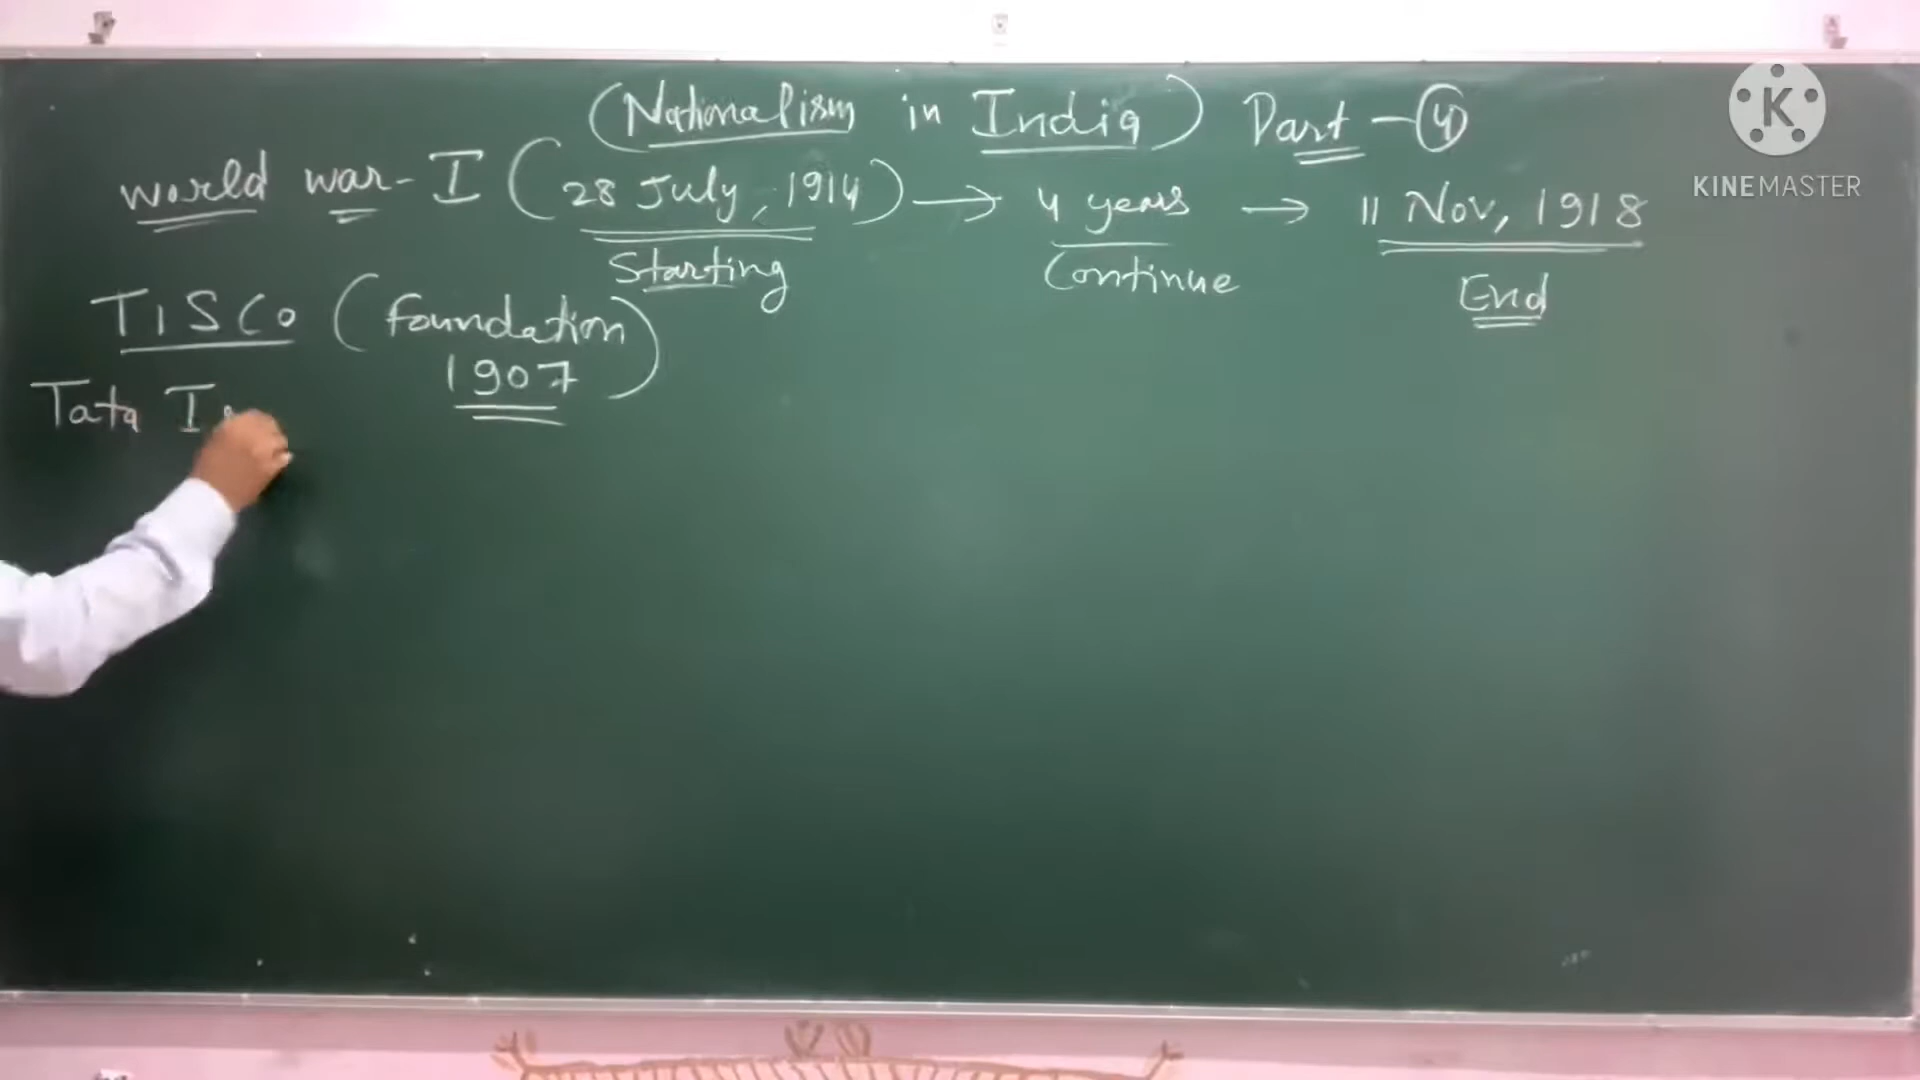 (Nationalism in India) Part - 4
World war - I (28 July, 1914) → 4 years → 11 Nov, 1918
Starting Continue End
TISCO (foundation
1907)
Tata
KINEMASTER